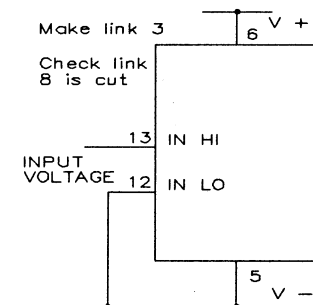 Make link 3
Check link
8 is cut
6 V +
13 IN HI
INPUT
VOLTAGE
12 IN LO
5
V -